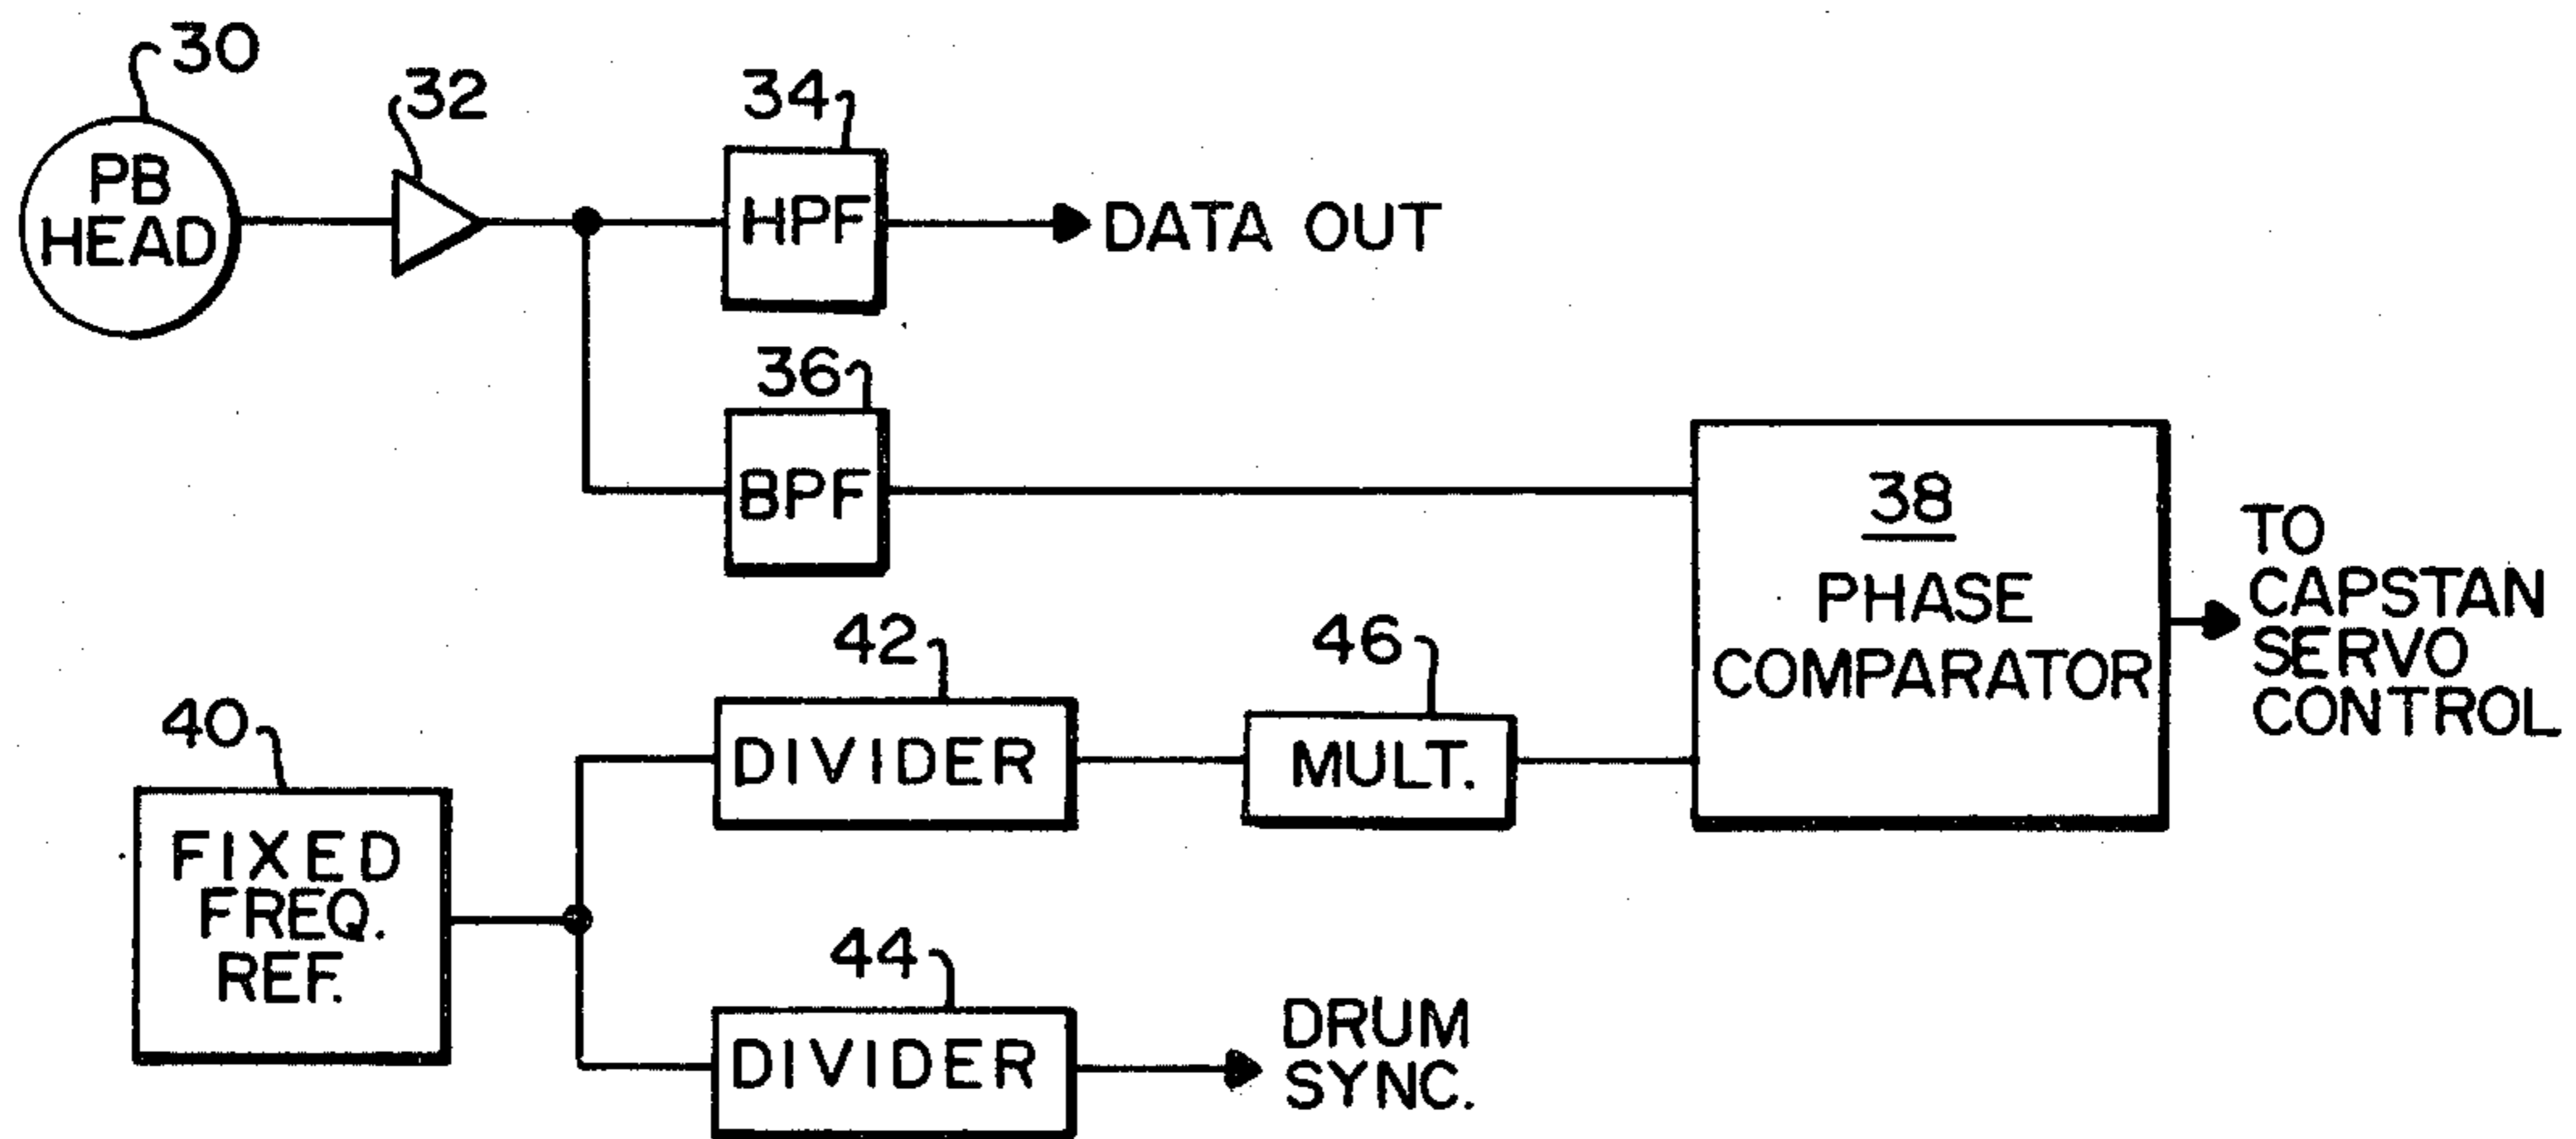 30
PB
HEAD
32
34
HPF
DATA OUT
36
BPF
38
PHASE
COMPARATOR
TO
CAPSTAN
SERVO
CONTROL
40
FIXED
FREQ.
REF.
42
DIVIDER
46
MULT.
44
DIVIDER
DRUM
SYNC.